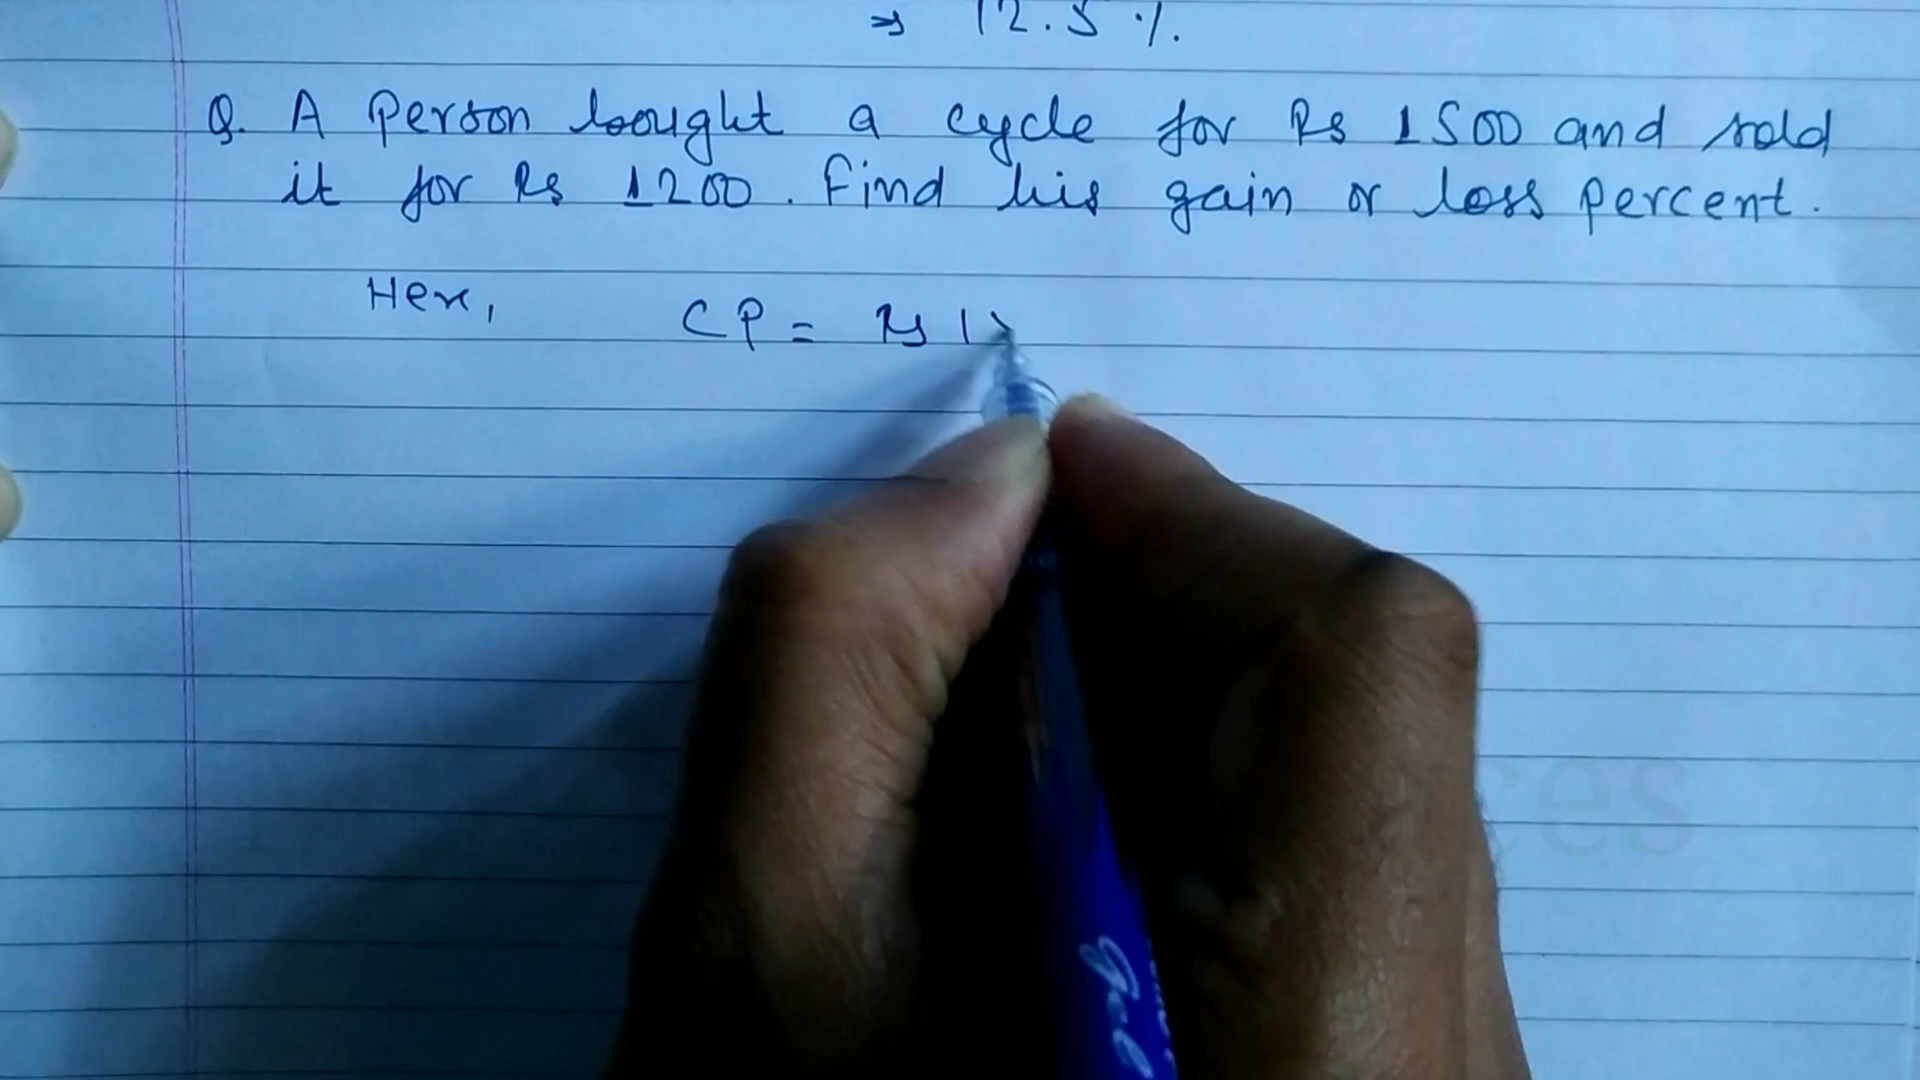 ⇒ 12.5%.
Q. A Person bought a cycle for Rs 1500 and sold
it for Rs 1200. Find his gain or loss percent.
Here, CP = Rs 1
gel